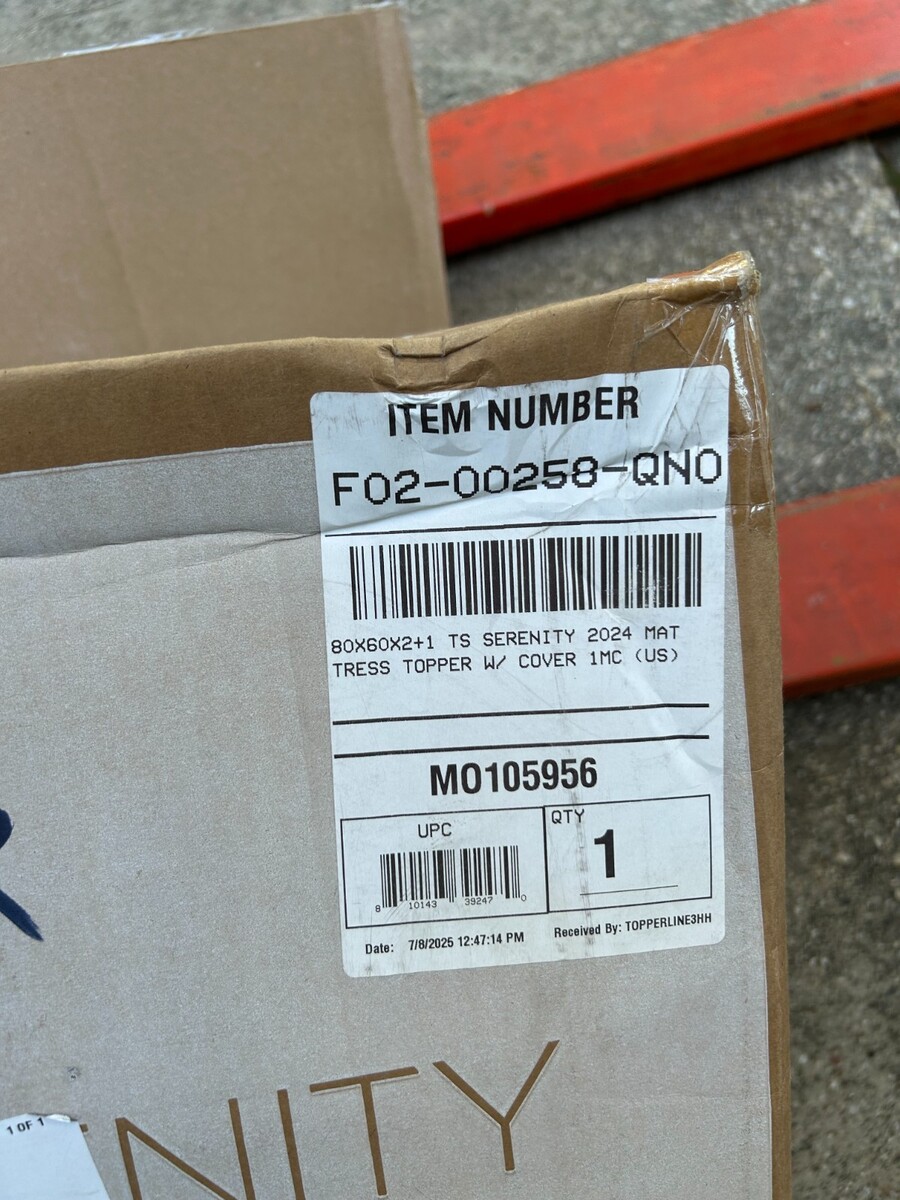 ITEM NUMBER
F02-00258-QN0
80X60X2+1 TS SERENITY 2024 MAT
TRESS TOPPER W/ COVER 1MC (US)
MO105956
UPC
QTY
1
8 10143 39247 0
Date: 7/8/2025 12:47:14 PM
Received By: TOPPERLINE3HH
NITY
1 OF 1